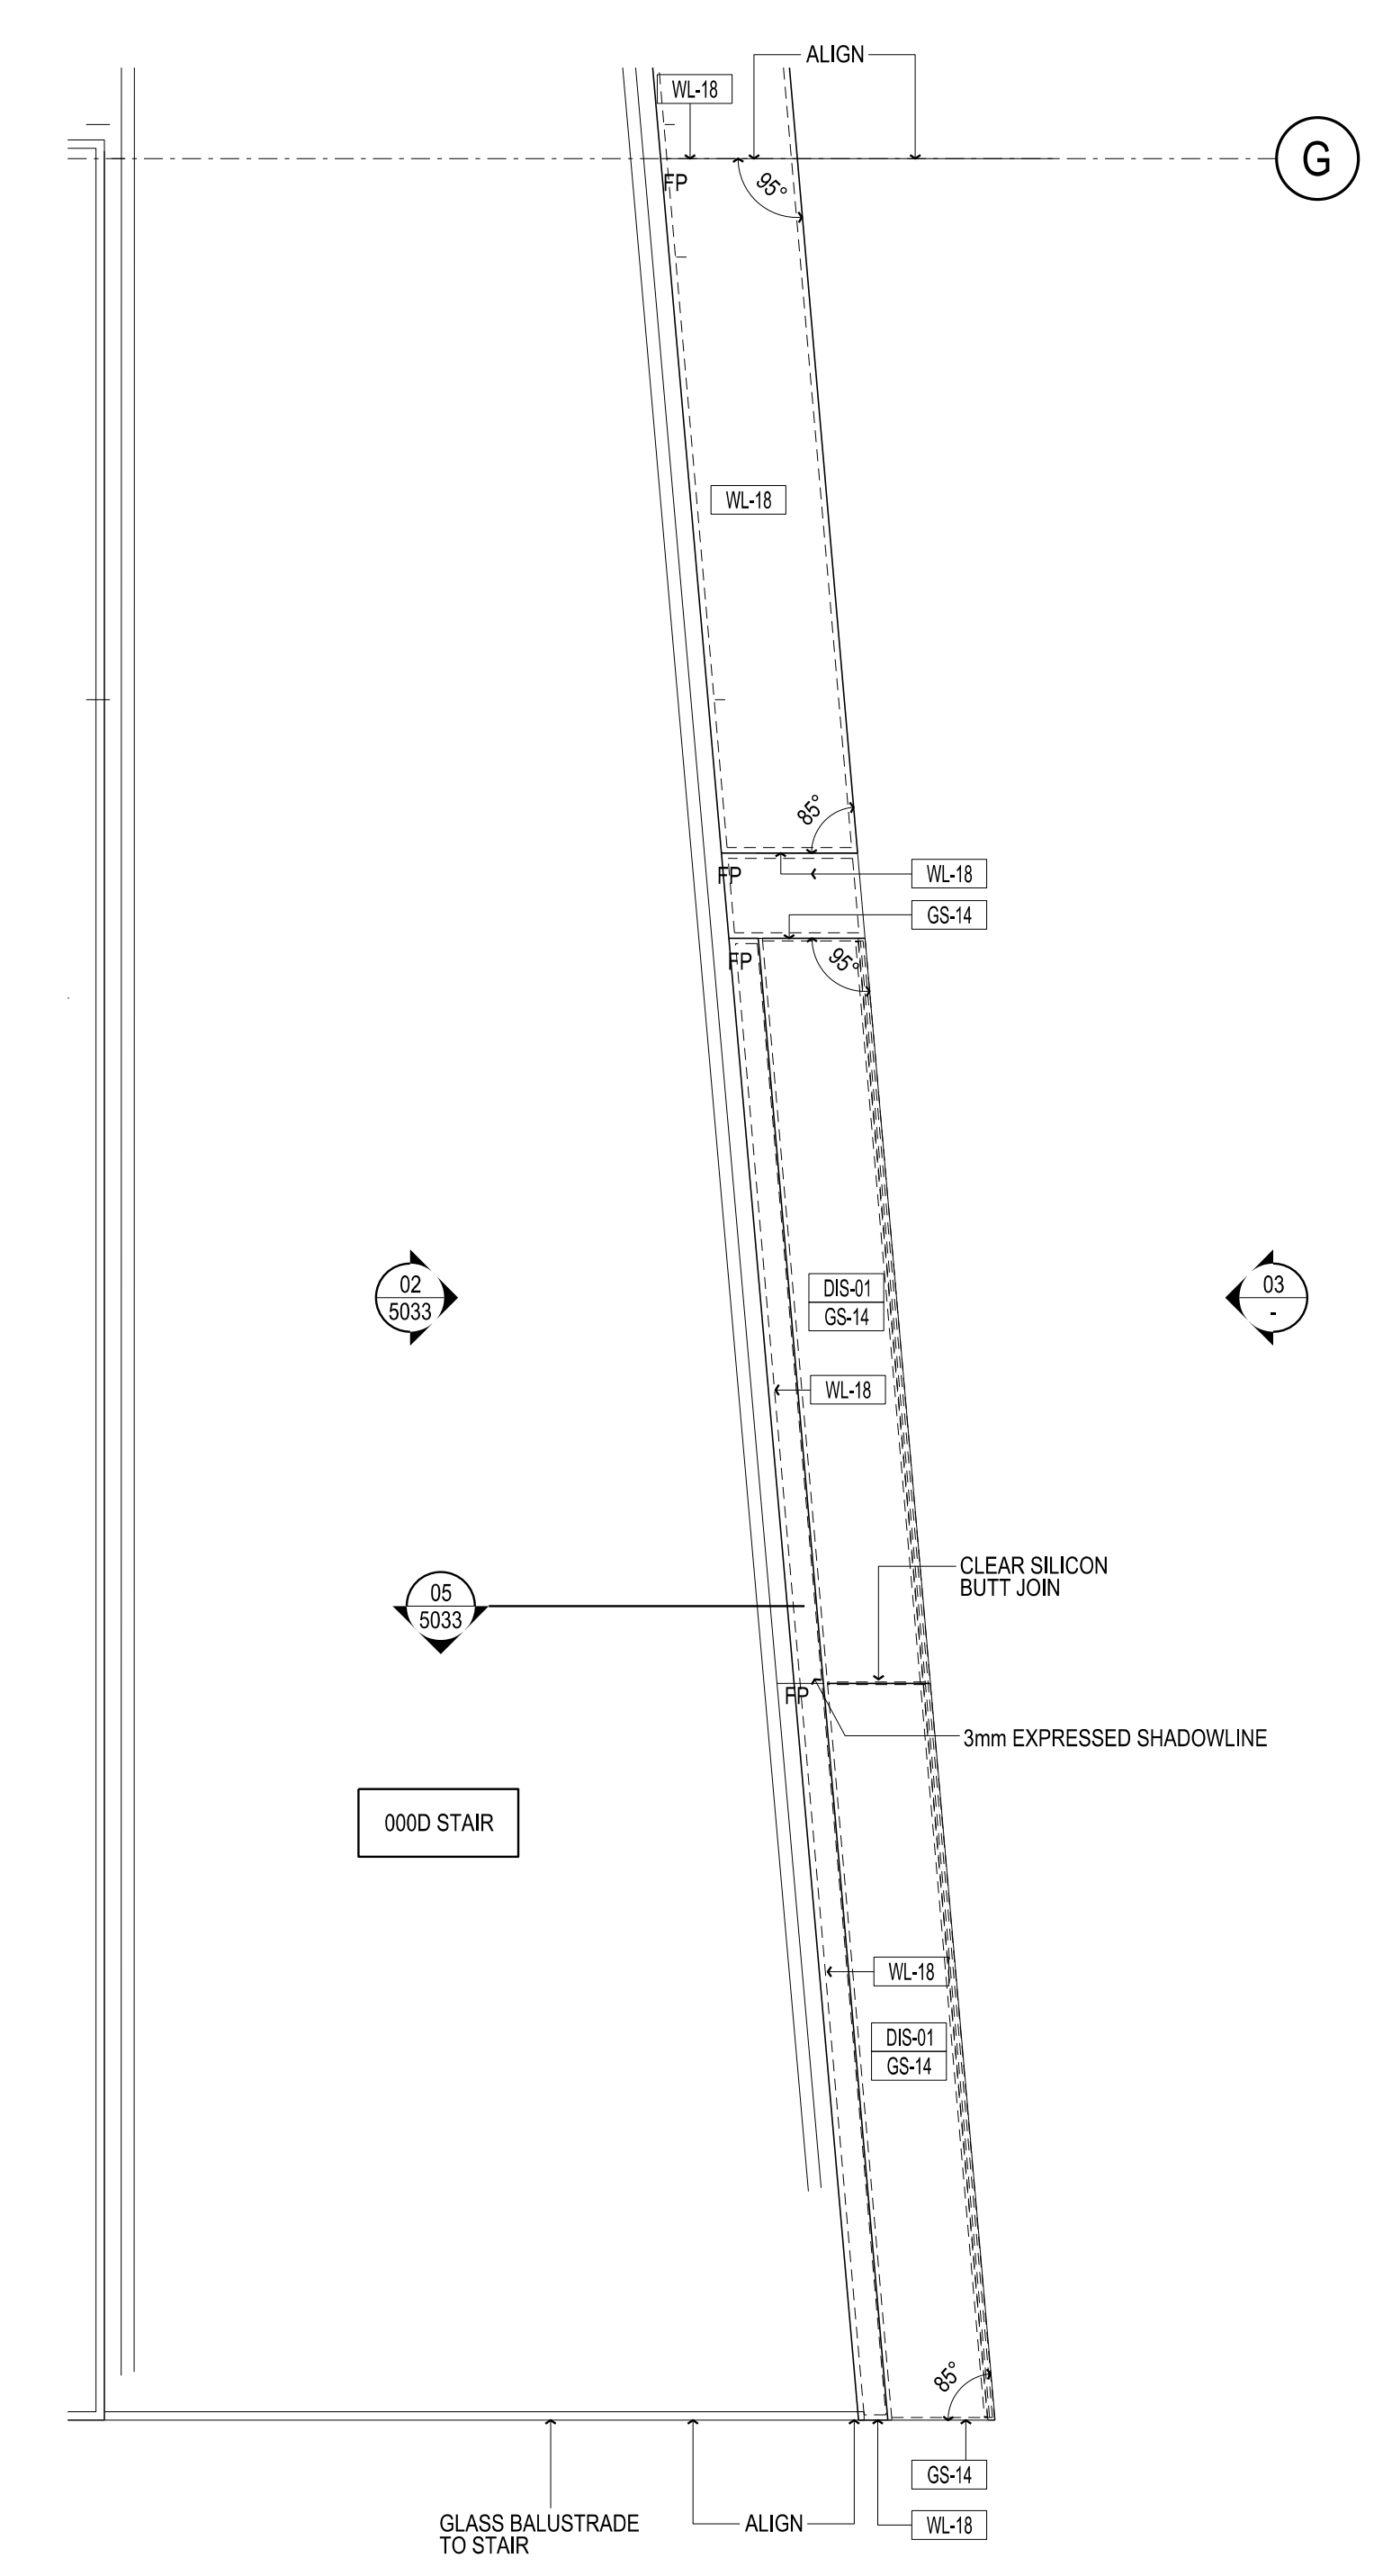 ALIGN
WL-18
G
FP
95°
WL-18
85°
FP
WL-18
GS-14
FP
95°
02
5033
DIS-01
GS-14
03
-
WL-18
CLEAR SILICON
BUTT JOIN
05
5033
FP
3mm EXPRESSED SHADOWLINE
000D STAIR
WL-18
DIS-01
GS-14
85°
GS-14
GLASS BALUSTRADE
TO STAIR
ALIGN
WL-18